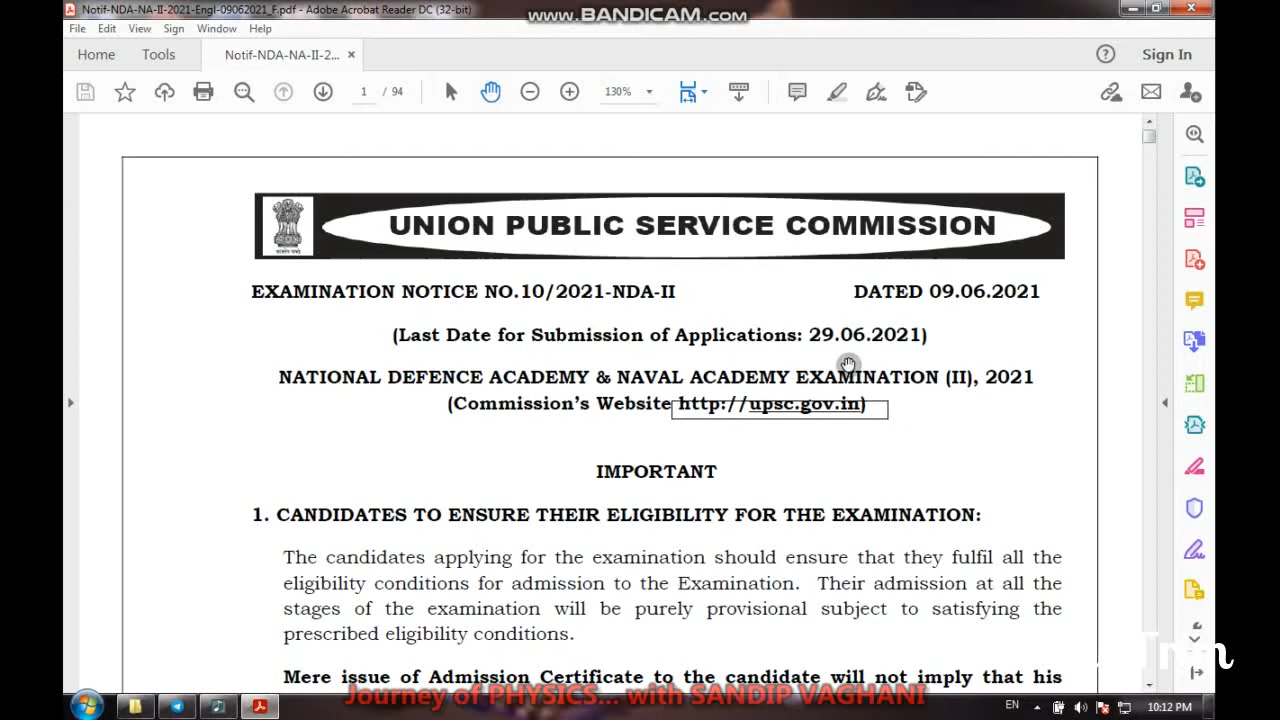 Notif-NDA-NA-II-2021-Engl-09062021_F.pdf - Adobe Acrobat Reader DC (32-bit)
www.BANDICAM.com
File Edit View Sign Window Help
Home Tools Notif-NDA-NA-II-2... × Sign In
1 / 94 130%
UNION PUBLIC SERVICE COMMISSION
EXAMINATION NOTICE NO.10/2021-NDA-II DATED 09.06.2021
(Last Date for Submission of Applications: 29.06.2021)
NATIONAL DEFENCE ACADEMY & NAVAL ACADEMY EXAMINATION (II), 2021
(Commission's Website http://upsc.gov.in)
IMPORTANT
1. CANDIDATES TO ENSURE THEIR ELIGIBILITY FOR THE EXAMINATION:
The candidates applying for the examination should ensure that they fulfil all the
eligibility conditions for admission to the Examination. Their admission at all the
stages of the examination will be purely provisional subject to satisfying the
prescribed eligibility conditions.
Mere issue of Admission Certificate to the candidate will not imply that his
Journey of PHYSICS... with SANDIP VAGHANI
EN 10:12 PM